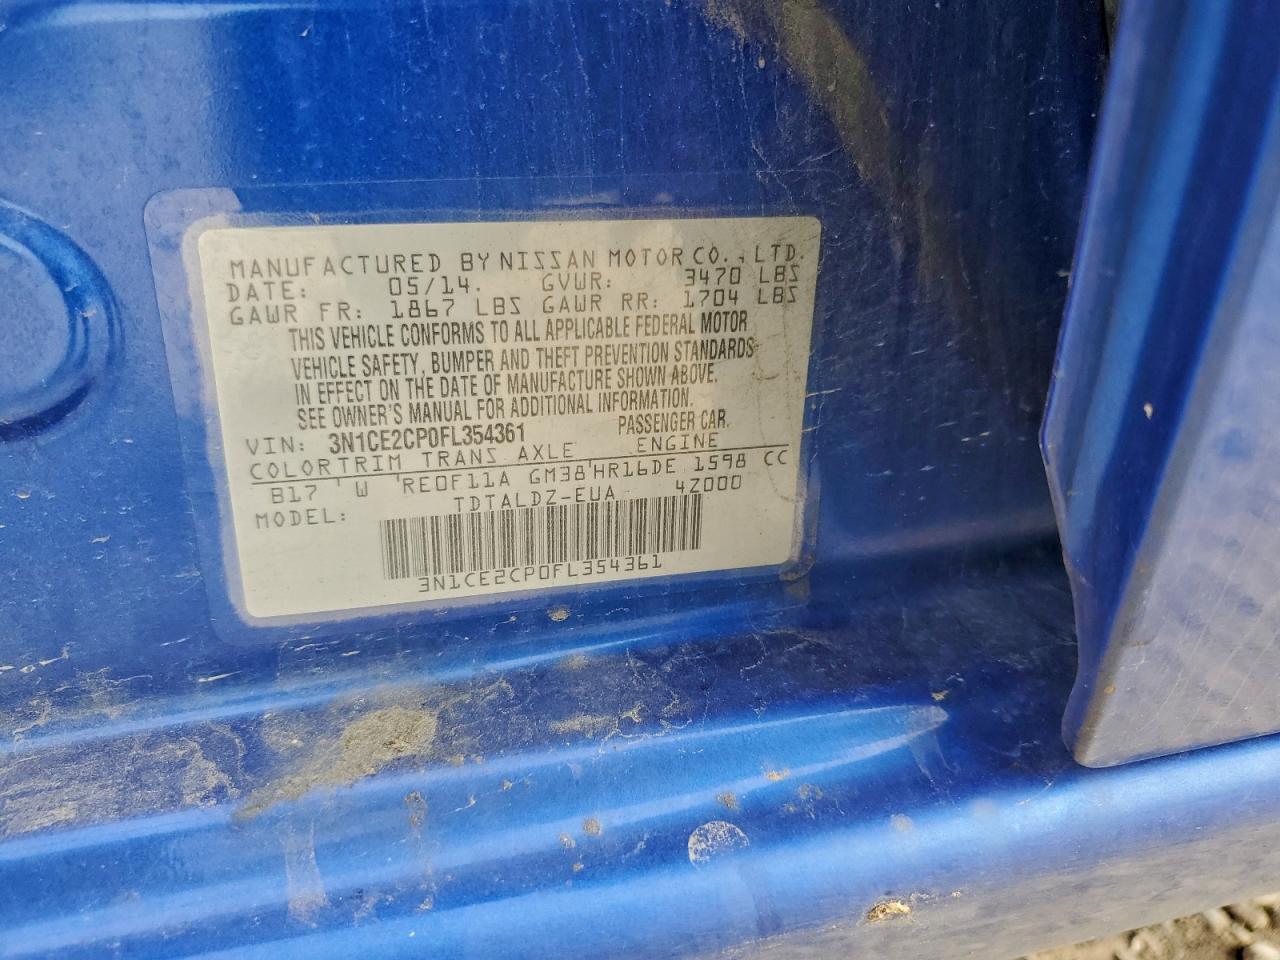 MANUFACTURED BY NISSAN MOTOR CO., LTD.
DATE: 05/14. GVWR: 3470 LBS
GAWR FR: 1867 LBS GAWR RR: 1704 LBS
THIS VEHICLE CONFORMS TO ALL APPLICABLE FEDERAL MOTOR
VEHICLE SAFETY, BUMPER AND THEFT PREVENTION STANDARDS
IN EFFECT ON THE DATE OF MANUFACTURE SHOWN ABOVE.
SEE OWNER'S MANUAL FOR ADDITIONAL INFORMATION.
VIN: 3N1CE2CP0FL354361 PASSENGER CAR.
COLOR TRIM TRANS AXLE ENGINE
B17 W RE0F11A GM38 HR16DE 1598 CC
MODEL: TDTALDZ-EUA 4Z000
3N1CE2CP0FL354361